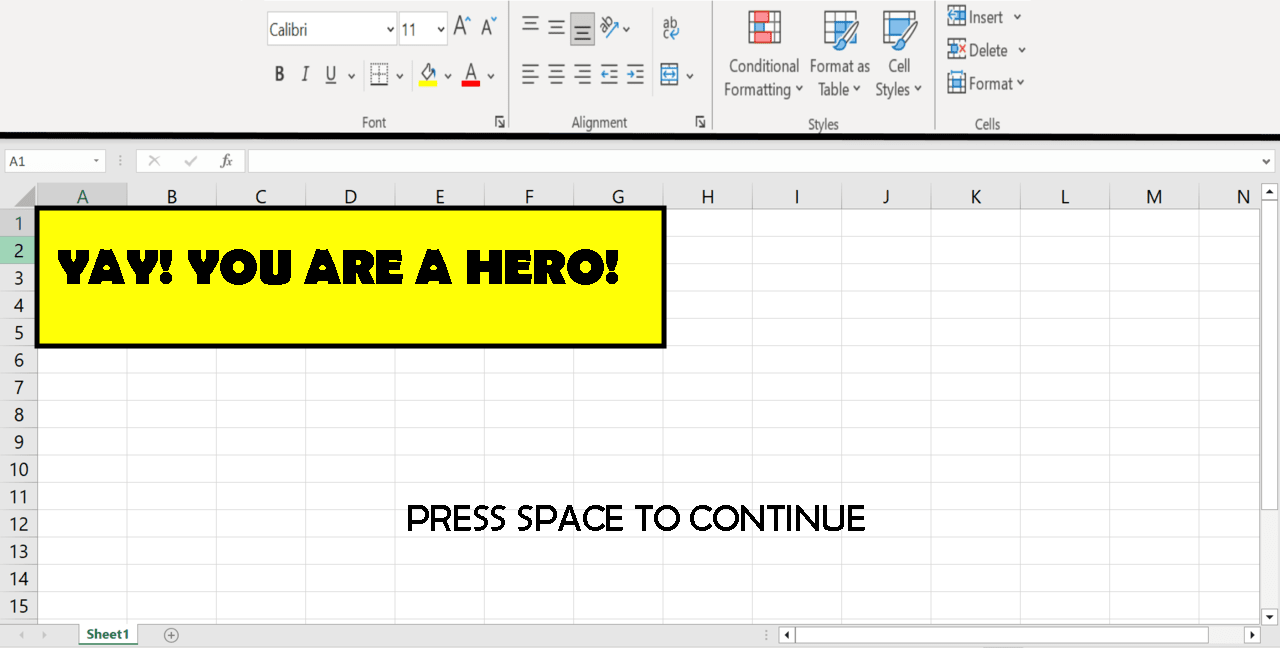 Calibri 11
B I U A
ab
c
Conditional Formatting
Format as Table
Cell Styles
Insert
Delete
Format
Font
Alignment
Styles
Cells
A1 fx
A B C D E F G H I J K L M N
1
2
3
4
5
6
7
8
9
10
11
12
13
14
15
YAY! YOU ARE A HERO!
PRESS SPACE TO CONTINUE
Sheet1